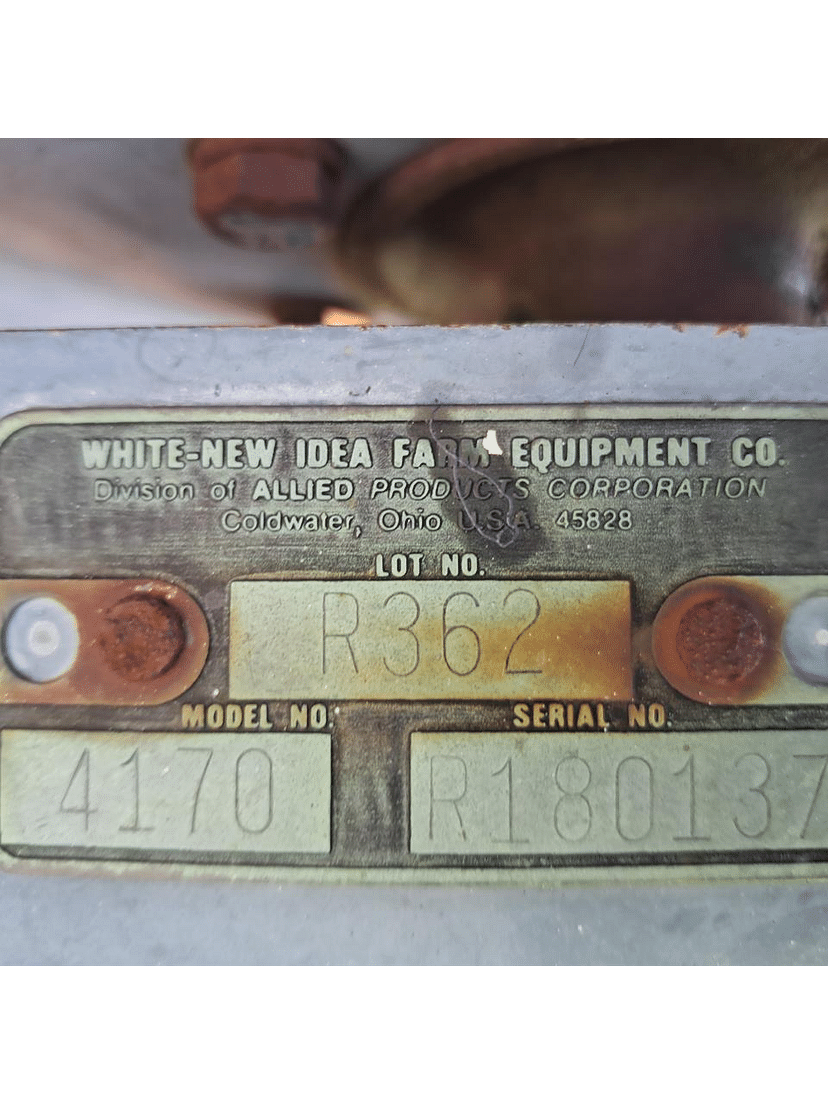 WHITE-NEW IDEA FARM EQUIPMENT CO.
Division of ALLIED PRODUCTS CORPORATION
Coldwater, Ohio U.S.A. 45828
LOT NO.
R362
MODEL NO. SERIAL NO.
4170 R180137